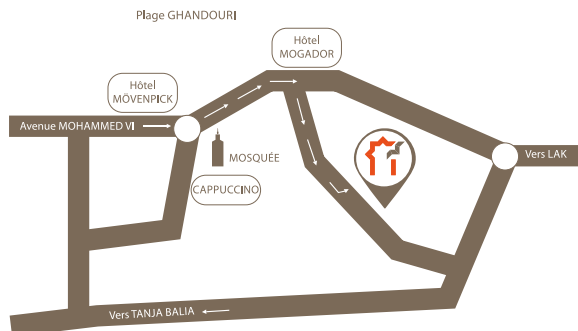 Plage GHANDOURI
Hôtel
MOGADOR
Hôtel
MÖVENPICK
Avenue MOHAMMED VI
MOSQUÉE
CAPPUCCINO
Vers LAK
Vers TANJA BALIA